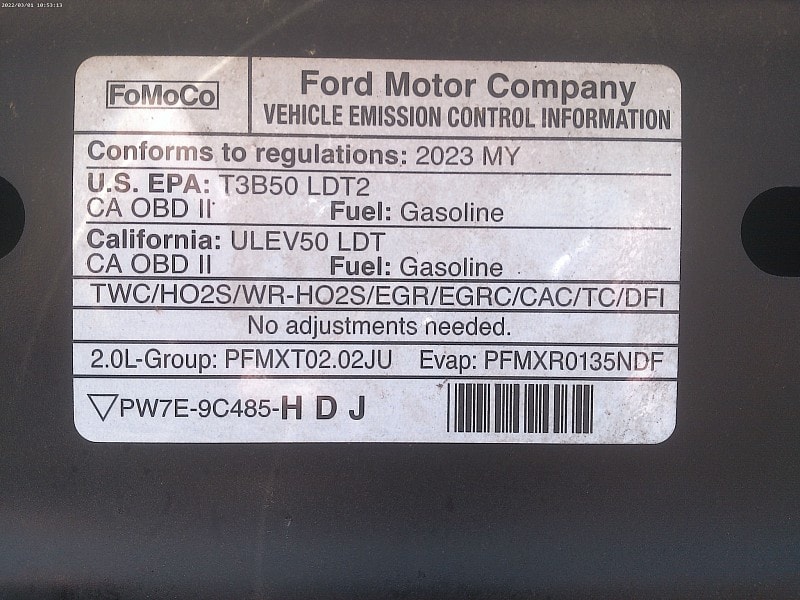 2022/03/01 10:53:13
FoMoCo
Ford Motor Company
VEHICLE EMISSION CONTROL INFORMATION
Conforms to regulations: 2023 MY
U.S. EPA: T3B50 LDT2
CA OBD II Fuel: Gasoline
California: ULEV50 LDT
CA OBD II Fuel: Gasoline
TWC/HO2S/WR-HO2S/EGR/EGRC/CAC/TC/DFI
No adjustments needed.
2.0L-Group: PFMXT02.02JU Evap: PFMXR0135NDF
PW7E-9C485-H D J